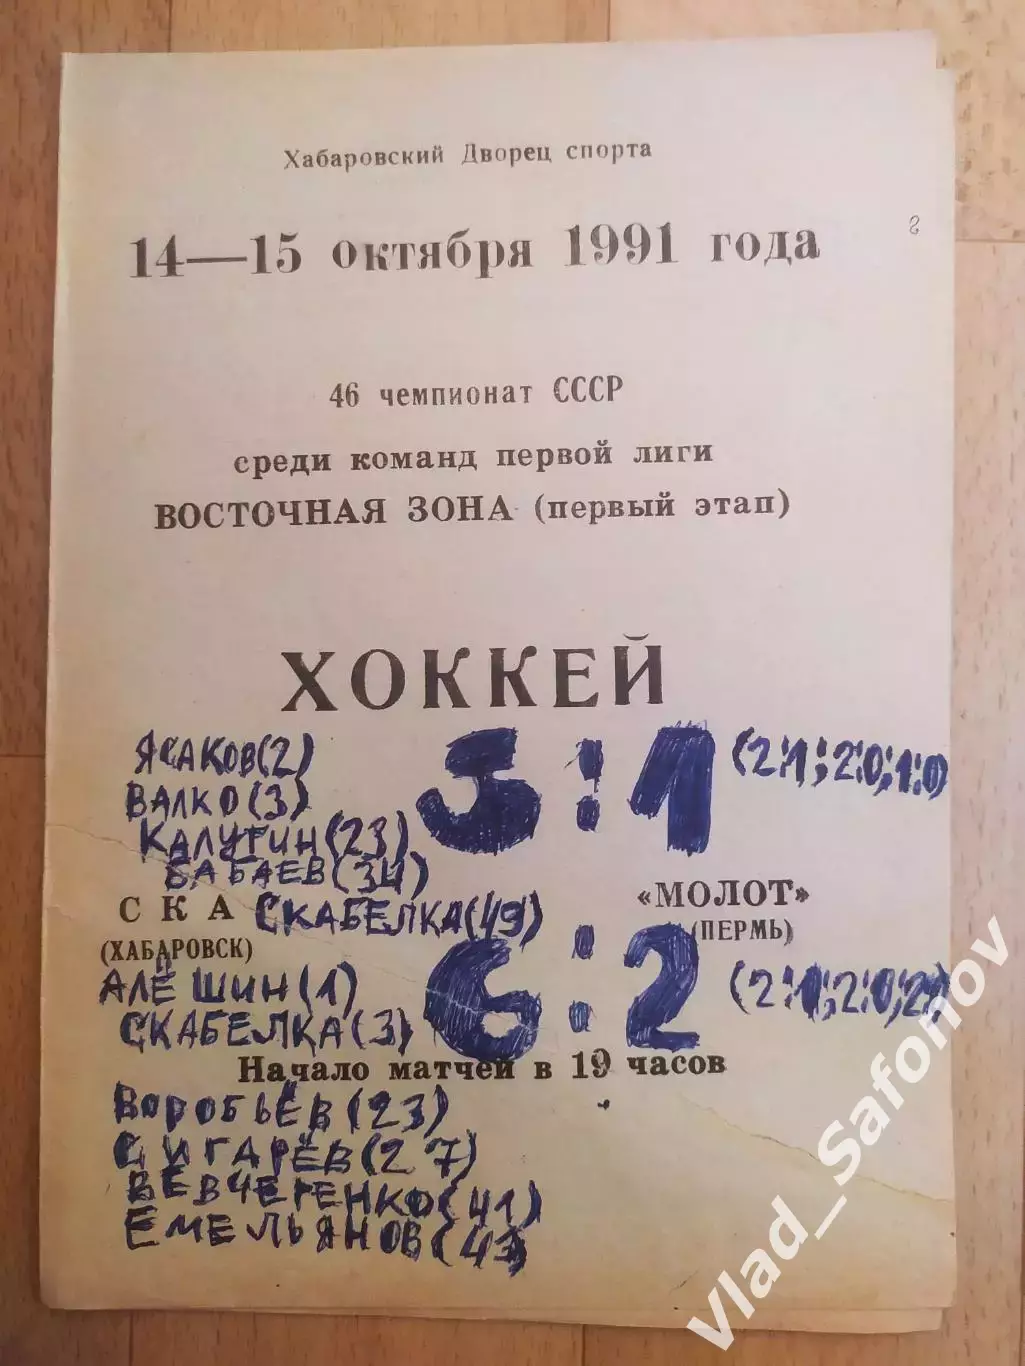 Хабаровский Дворец спорта
14—15 октября 1991 года
46 чемпионат СССР
среди команд первой лиги
ВОСТОЧНАЯ ЗОНА (первый этап)
ХОККЕЙ
ЯСАКОВ(2) 5:1 (2:1; 2:0; 1:0)
ВАЛКО(3)
КАЛУГИН(23)
БАБАЕВ(34)
СКА СКАБЕЛКА(49) «МОЛОТ»
(ХАБАРОВСК) (ПЕРМЬ)
АЛЁШИН(1) 6:2
СКАБЕЛКА(3)
Начало матчей в 19 часов
ВОРОБЬЁВ(23)
СИГАРЁВ(27)
ВЕВЧЕРЕНКО(41)
ЕМЕЛЬЯНОВ(47)
Vlad_Safonov